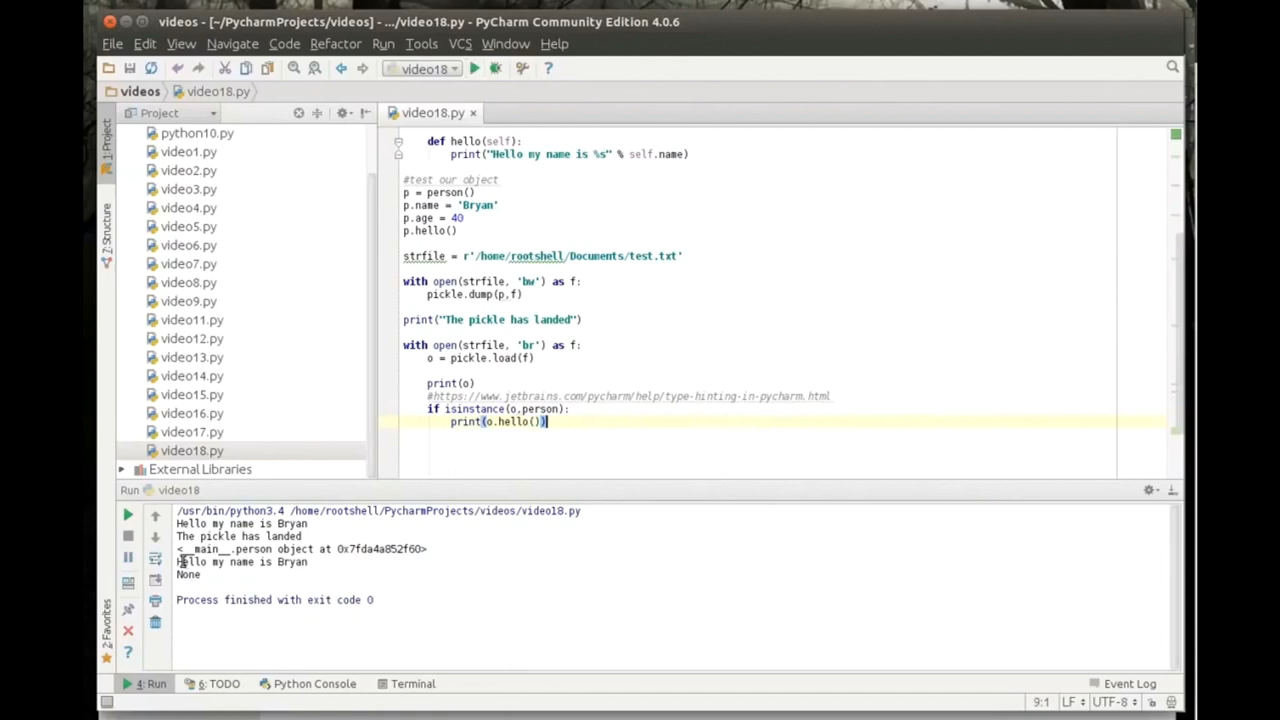 videos - [~/PycharmProjects/videos] - .../video18.py - PyCharm Community Edition 4.0.6
File Edit View Navigate Code Refactor Run Tools VCS Window Help
video18
videos video18.py
Project
video18.py
1: Project
7: Structure
2: Favorites
python10.py
video1.py
video2.py
video3.py
video4.py
video5.py
video6.py
video7.py
video8.py
video9.py
video11.py
video12.py
video13.py
video14.py
video15.py
video16.py
video17.py
video18.py
External Libraries
def hello(self):
print("Hello my name is %s" % self.name)
#test our object
p = person()
p.name = 'Bryan'
p.age = 40
p.hello()
strfile = r'/home/rootshell/Documents/test.txt'
with open(strfile, 'bw') as f:
pickle.dump(p,f)
print("The pickle has landed")
with open(strfile, 'br') as f:
o = pickle.load(f)
print(o)
#https://www.jetbrains.com/pycharm/help/type-hinting-in-pycharm.html
if isinstance(o,person):
print(o.hello())
Run video18
/usr/bin/python3.4 /home/rootshell/PycharmProjects/videos/video18.py
Hello my name is Bryan
The pickle has landed
<__main__.person object at 0x7fda4a852f60>
Hello my name is Bryan
None
Process finished with exit code 0
4: Run 6: TODO Python Console Terminal Event Log
9:1 LF UTF-8